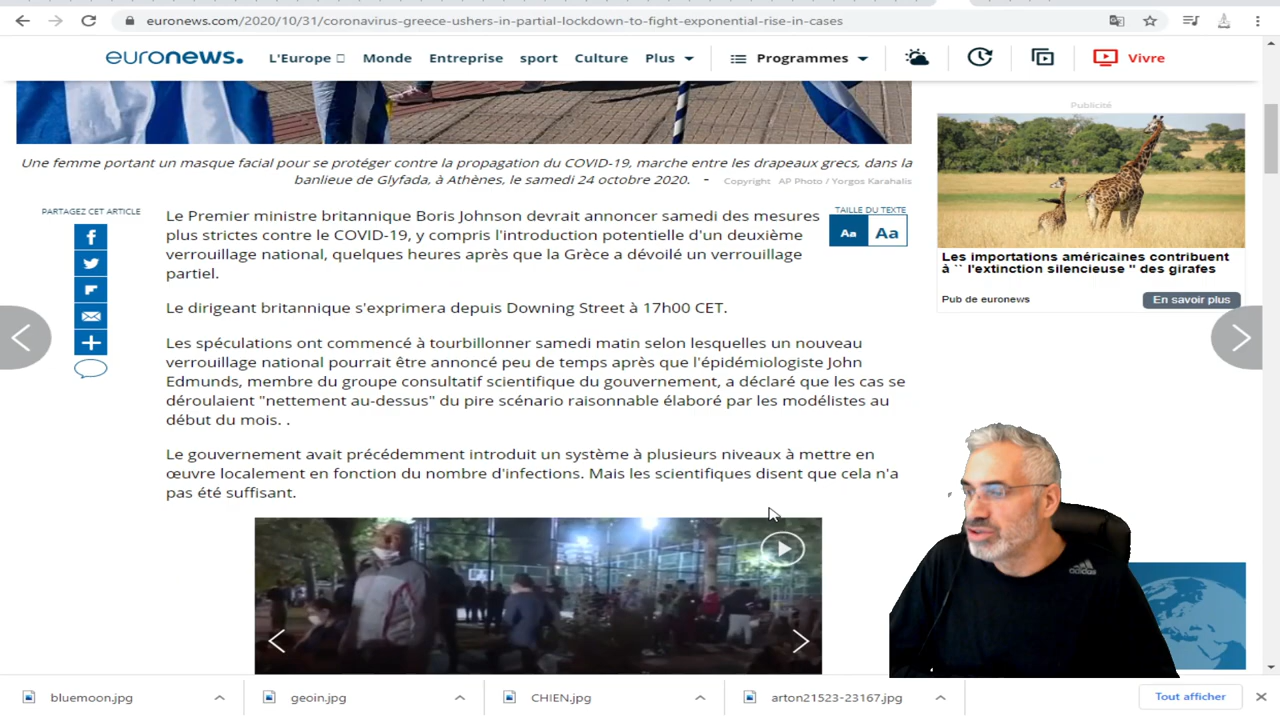 euronews.com/2020/10/31/coronavirus-greece-ushers-in-partial-lockdown-to-fight-exponential-rise-in-cases
euronews.
L'Europe
Monde
Entreprise
sport
Culture
Plus
Programmes
Vivre
Une femme portant un masque facial pour se protéger contre la propagation du COVID-19, marche entre les drapeaux grecs, dans la
banlieue de Glyfada, à Athènes, le samedi 24 octobre 2020. - Copyright AP Photo / Yorgos Karahalis
PARTAGEZ CET ARTICLE
TAILLE DU TEXTE
Aa Aa
Le Premier ministre britannique Boris Johnson devrait annoncer samedi des mesures
plus strictes contre le COVID-19, y compris l'introduction potentielle d'un deuxième
verrouillage national, quelques heures après que la Grèce a dévoilé un verrouillage
partiel.
Le dirigeant britannique s'exprimera depuis Downing Street à 17h00 CET.
Les spéculations ont commencé à tourbillonner samedi matin selon lesquelles un nouveau
verrouillage national pourrait être annoncé peu de temps après que l'épidémiologiste John
Edmunds, membre du groupe consultatif scientifique du gouvernement, a déclaré que les cas se
déroulaient "nettement au-dessus" du pire scénario raisonnable élaboré par les modélistes au
début du mois. .
Le gouvernement avait précédemment introduit un système à plusieurs niveaux à mettre en
œuvre localement en fonction du nombre d'infections. Mais les scientifiques disent que cela n'a
pas été suffisant.
Publicité
Les importations américaines contribuent
à `` l'extinction silencieuse '' des girafes
Pub de euronews
En savoir plus
adidas
bluemoon.jpg
geoin.jpg
CHIEN.jpg
arton21523-23167.jpg
Tout afficher